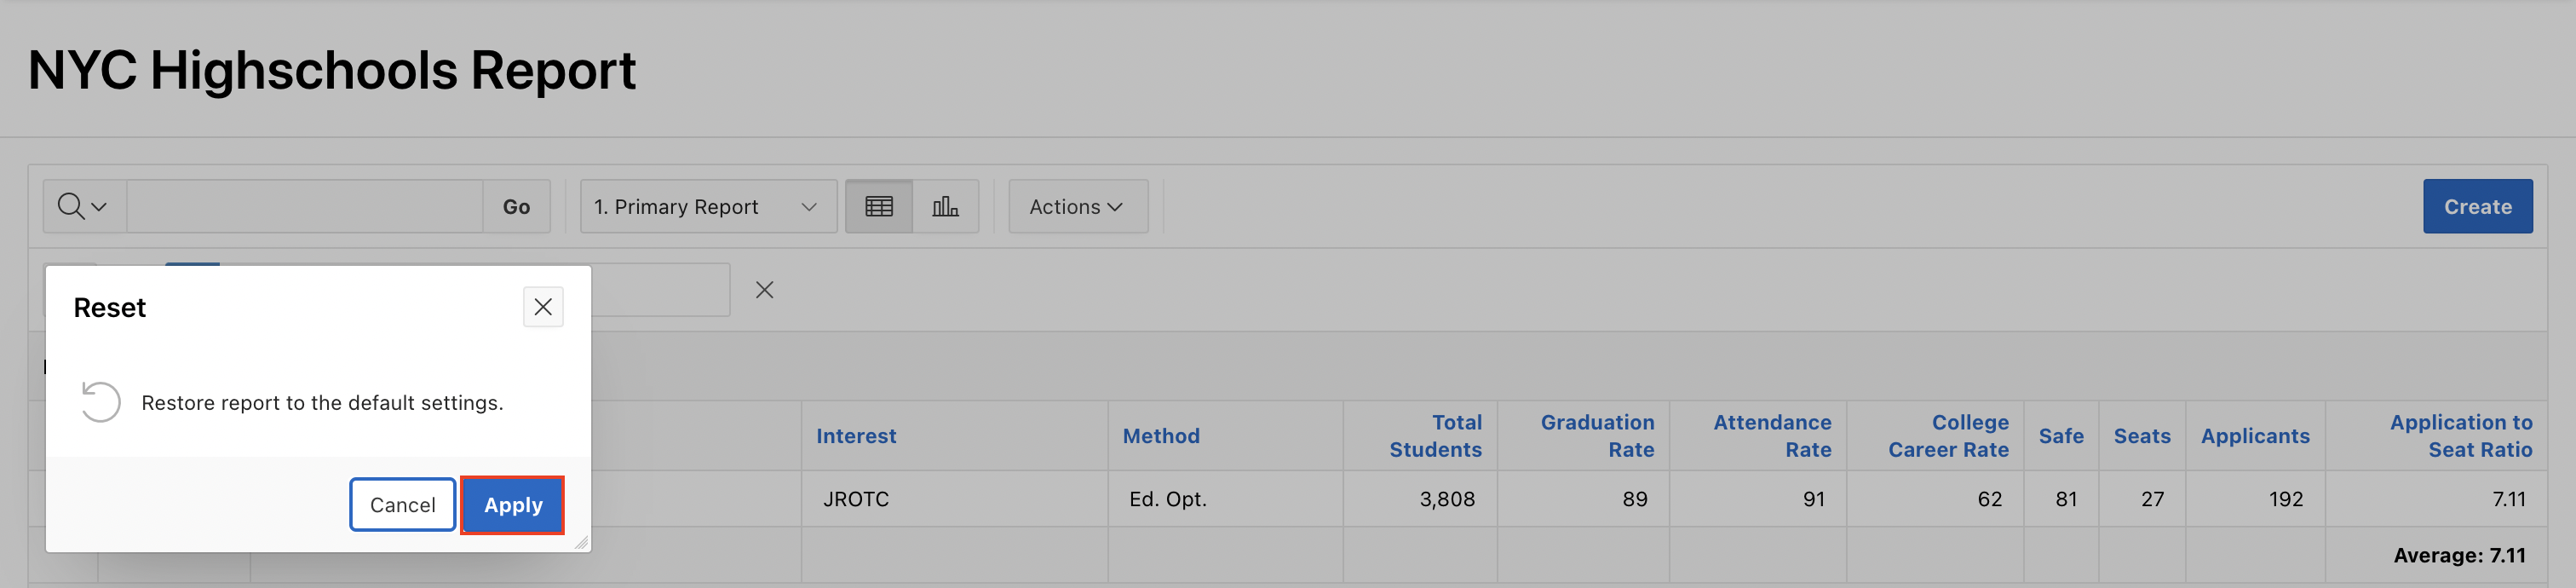 NYC Highschools Report
Go
1. Primary Report
Actions
Create
Reset
Restore report to the default settings.
Cancel
Apply
Interest
Method
Total
Students
Graduation
Rate
Attendance
Rate
College
Career Rate
Safe
Seats
Applicants
Application to
Seat Ratio
JROTC
Ed. Opt.
3,808
89
91
62
81
27
192
7.11
Average: 7.11